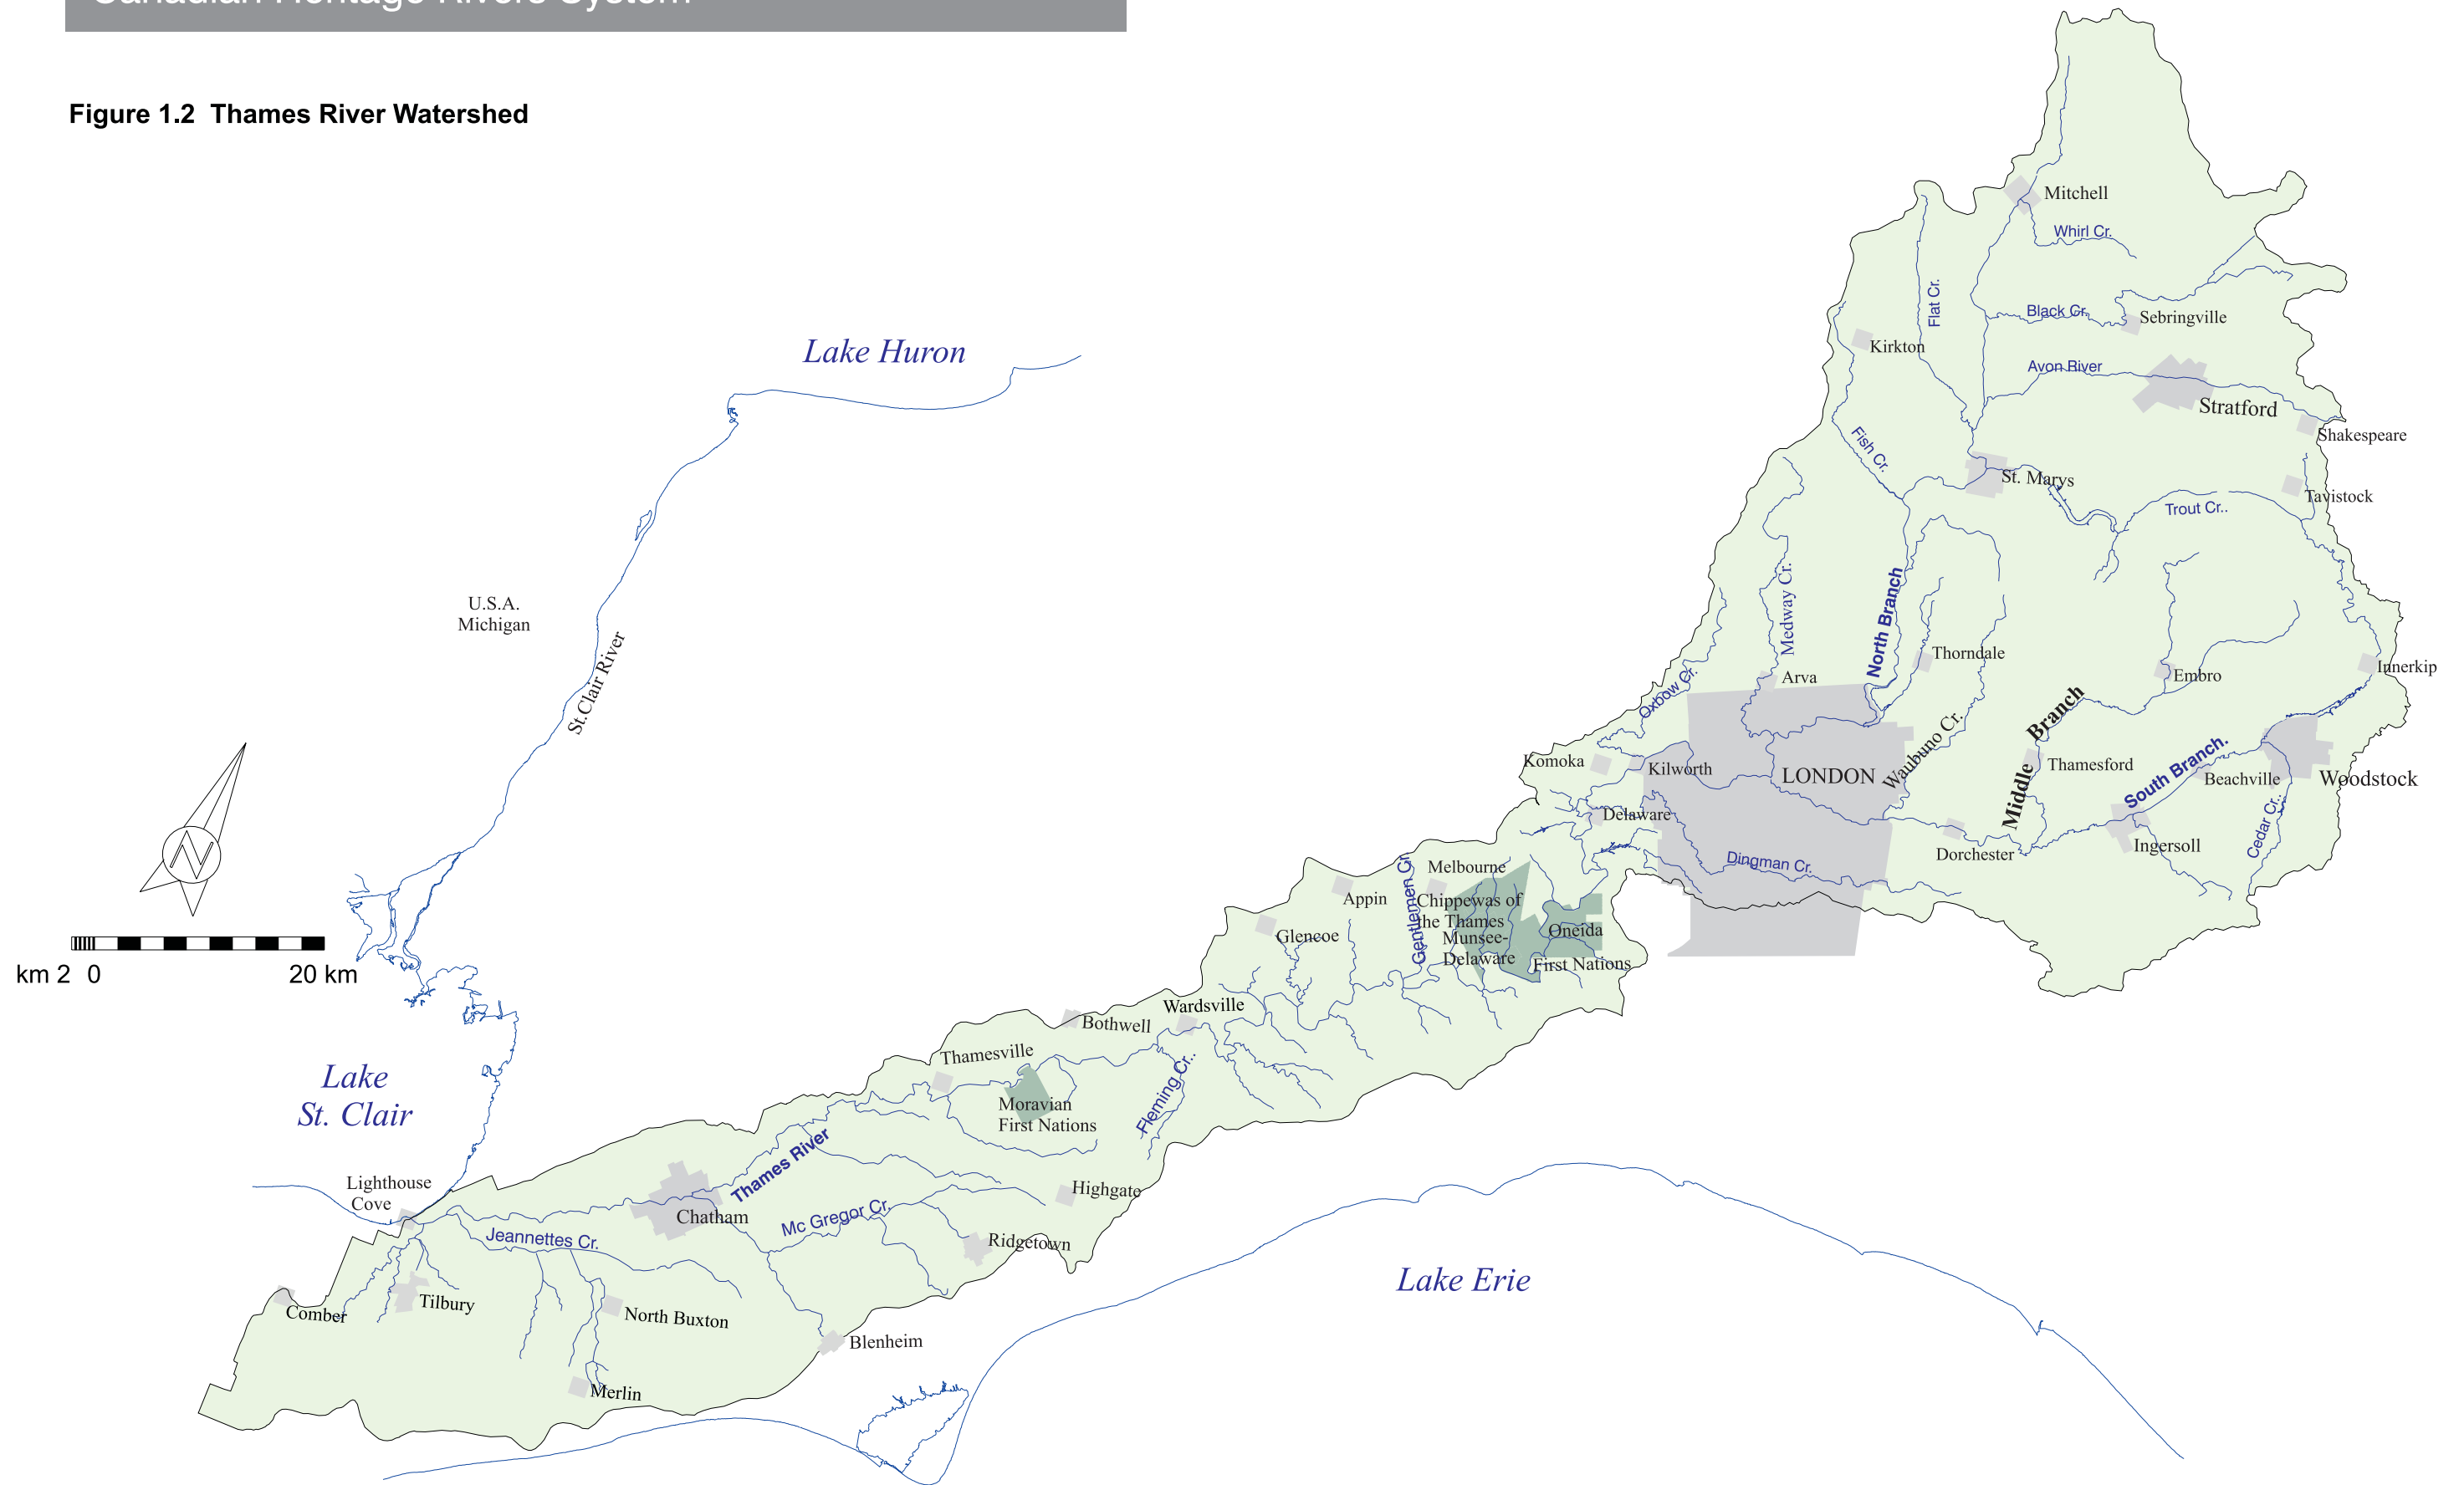 Canadian Heritage Rivers System
Figure 1.2 Thames River Watershed
Mitchell
Whirl Cr.
Flat Cr.
Black Cr.
Sebringville
Lake Huron
Kirkton
Avon River
Stratford
Shakespeare
Fish Cr.
St. Marys
Tavistock
Trout Cr..
U.S.A.
Michigan
St.Clair River
Medway Cr.
North Branch
Thorndale
Arva
Embro
Innerkip
Oxbow Cr.
Middle Branch
Waubuno Cr.
Komoka
Kilworth
LONDON
Thamesford
South Branch.
Beachville
Woodstock
Delaware
Cedar Cr..
Dorchester
Ingersoll
Dingman Cr.
Gentlemen Cr
Melbourne
Appin
Chippewas of
the Thames
Munsee-
Delaware
Oneida
First Nations
Glencoe
N
km 2 0 20 km
Wardsville
Bothwell
Thamesville
Fleming Cr..
Moravian
First Nations
Lake
St. Clair
Thames River
Lighthouse
Cove
Highgate
Chatham
Mc Gregor Cr.
Jeannettes Cr.
Ridgetown
Lake Erie
Comber
Tilbury
North Buxton
Blenheim
Merlin